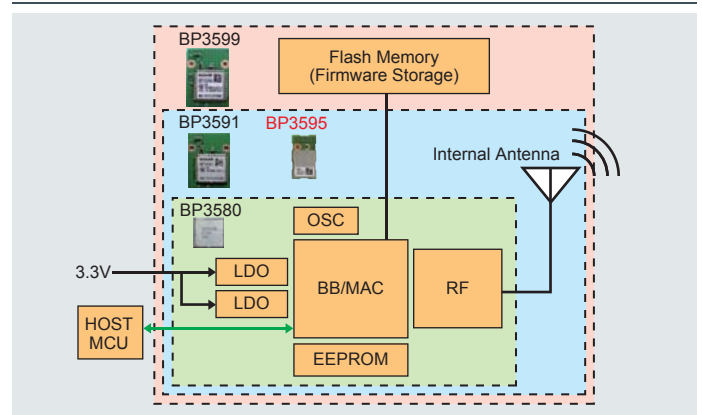 BP3599
Flash Memory
(Firmware Storage)
BP3591
BP3595
Internal Antenna
BP3580
OSC
3.3V
LDO
LDO
BB/MAC
RF
HOST
MCU
EEPROM